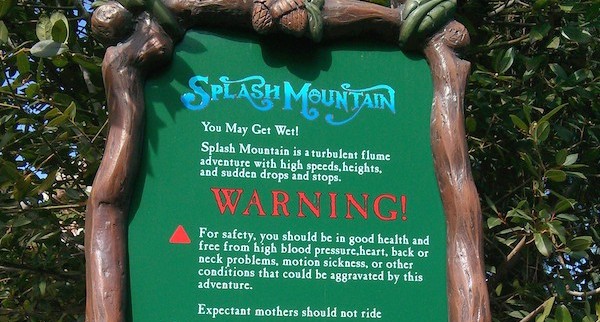 Splash Mountain
You May Get Wet!
Splash Mountain is a turbulent flume
adventure with high speeds,heights,
and sudden drops and stops.
WARNING!
For safety, you should be in good health and
free from high blood pressure,heart, back or
neck problems, motion sickness, or other
conditions that could be aggravated by this
adventure.
Expectant mothers should not ride